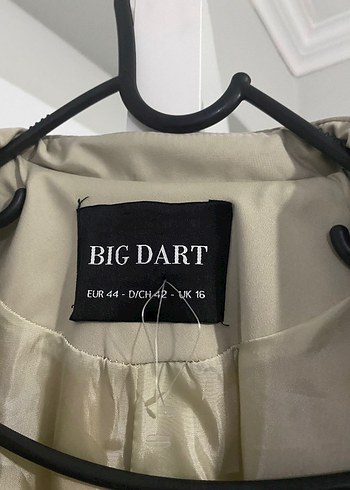 BIG DART
EUR 44 - D/CH 42 - UK 16